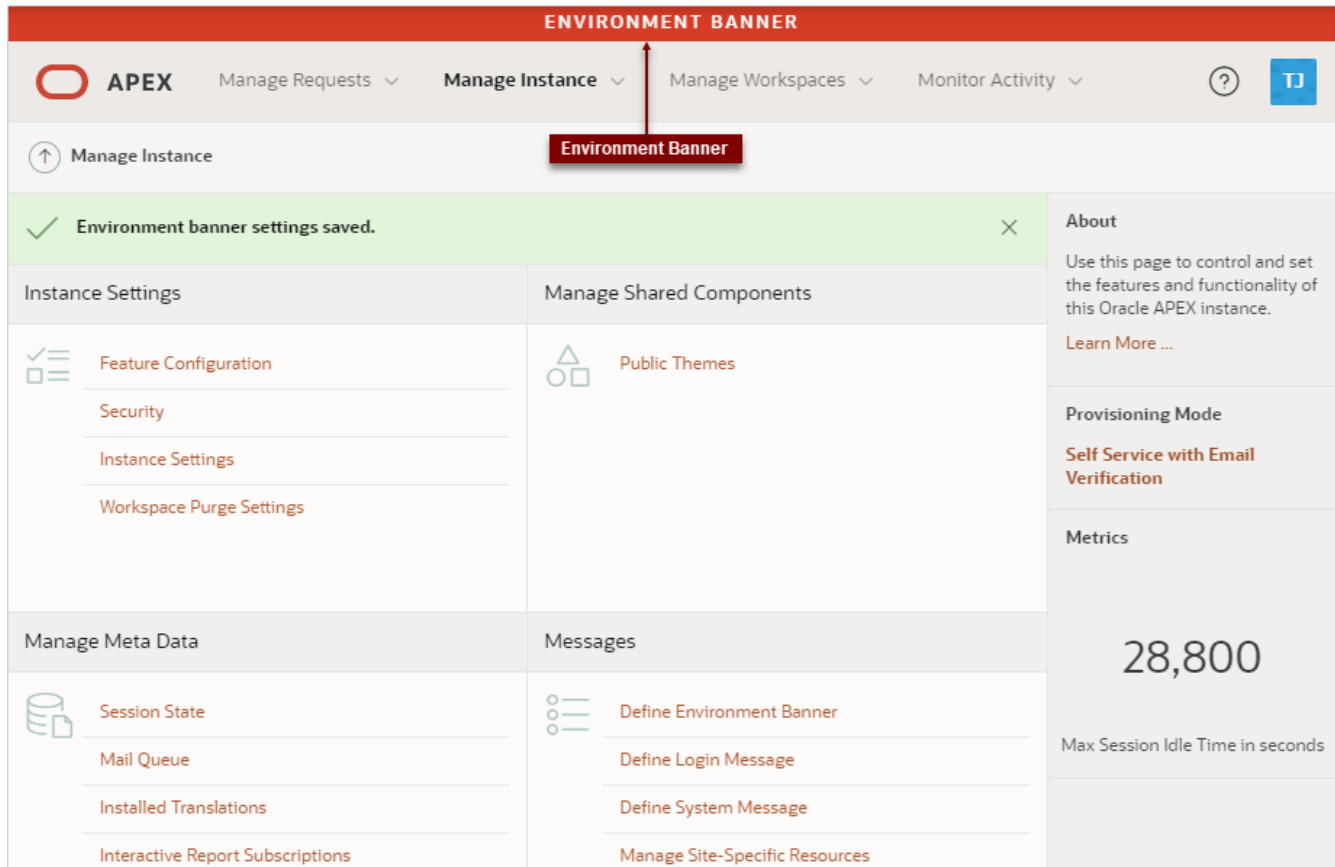 ENVIRONMENT BANNER
APEX
Manage Requests
Manage Instance
Manage Workspaces
Monitor Activity
?
TJ
Environment Banner
Manage Instance
Environment banner settings saved.
Instance Settings
Feature Configuration
Security
Instance Settings
Workspace Purge Settings
Manage Shared Components
Public Themes
Manage Meta Data
Session State
Mail Queue
Installed Translations
Interactive Report Subscriptions
Messages
Define Environment Banner
Define Login Message
Define System Message
Manage Site-Specific Resources
About
Use this page to control and set
the features and functionality of
this Oracle APEX instance.
Learn More ...
Provisioning Mode
Self Service with Email
Verification
Metrics
28,800
Max Session Idle Time in seconds